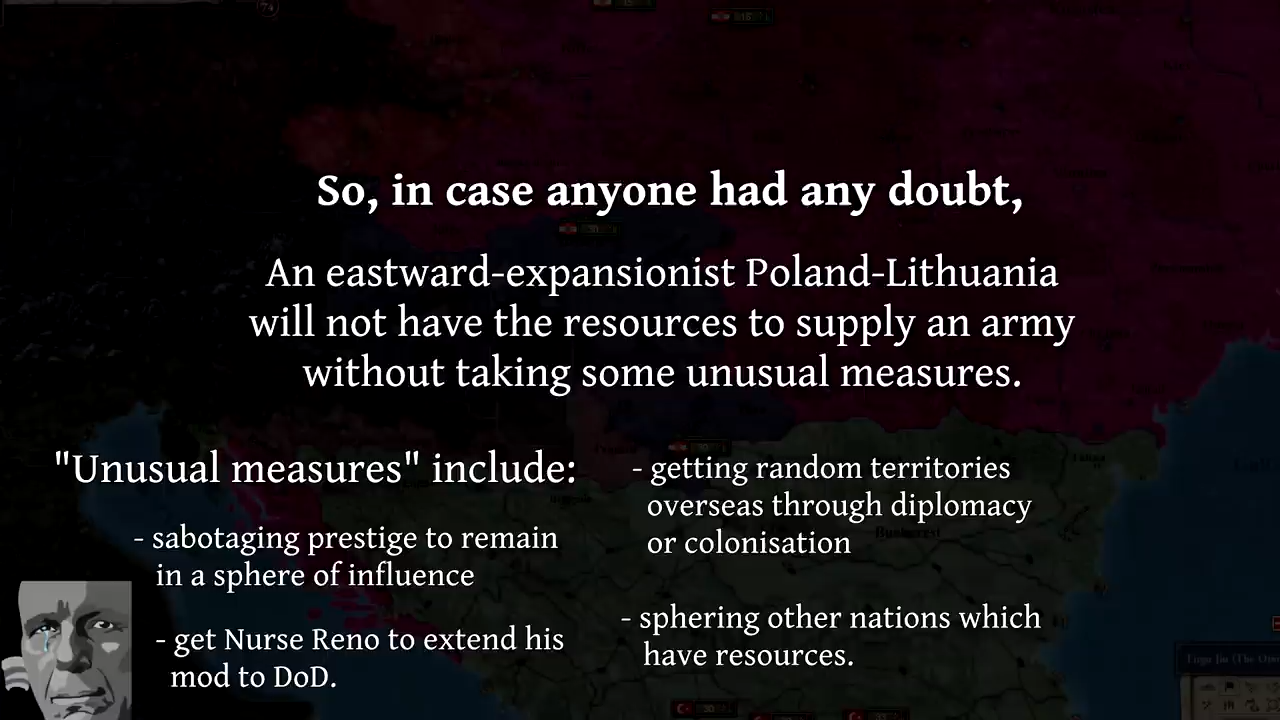 So, in case anyone had any doubt,
An eastward-expansionist Poland-Lithuania
will not have the resources to supply an army
without taking some unusual measures.
"Unusual measures" include:
- sabotaging prestige to remain
in a sphere of influence
- get Nurse Reno to extend his
mod to DoD.
- getting random territories
overseas through diplomacy
or colonisation
- sphering other nations which
have resources.
Bucharest